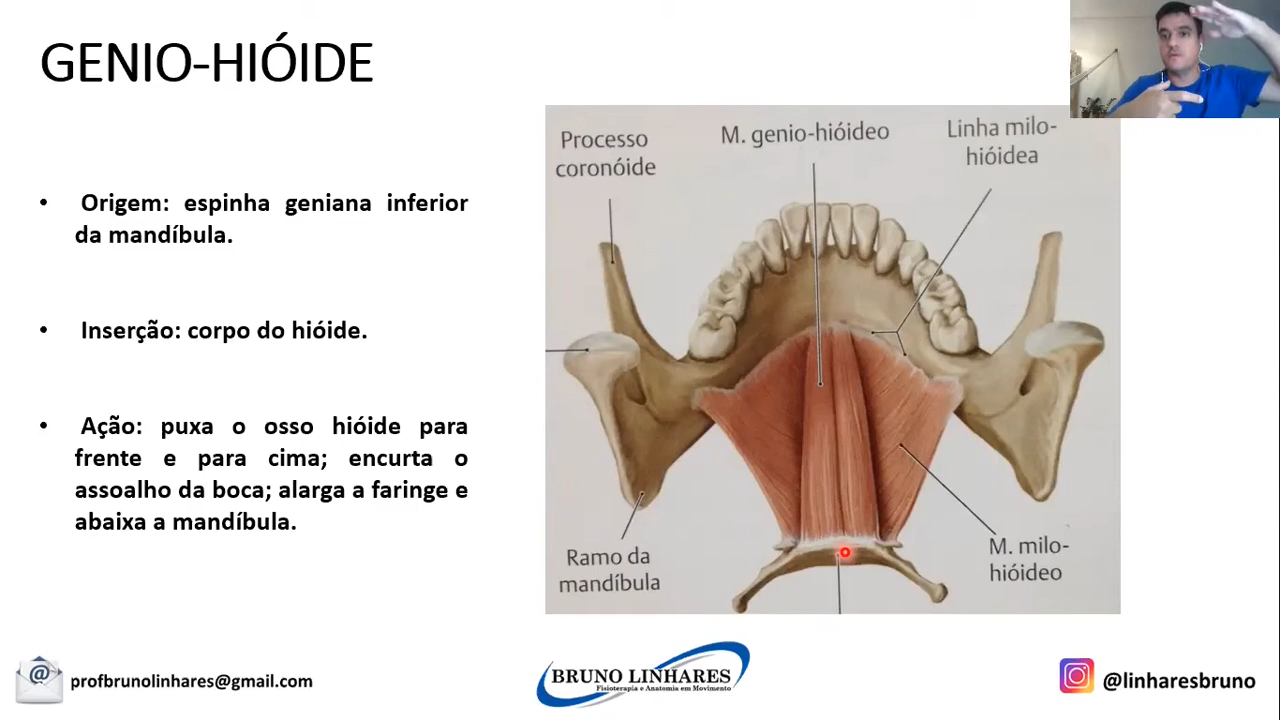 GENIO-HIÓIDE
• Origem: espinha geniana inferior
da mandíbula.
• Inserção: corpo do hióide.
• Ação: puxa o osso hióide para
frente e para cima; encurta o
assoalho da boca; alarga a faringe e
abaixa a mandíbula.
Processo
coronóide
M. genio-hióideo
Linha milo-
hióidea
Ramo da
mandíbula
M. milo-
hióideo
@
profbrunolinhares@gmail.com
BRUNO LINHARES
Fisioterapia e Anatomia em Movimento
@linharesbruno